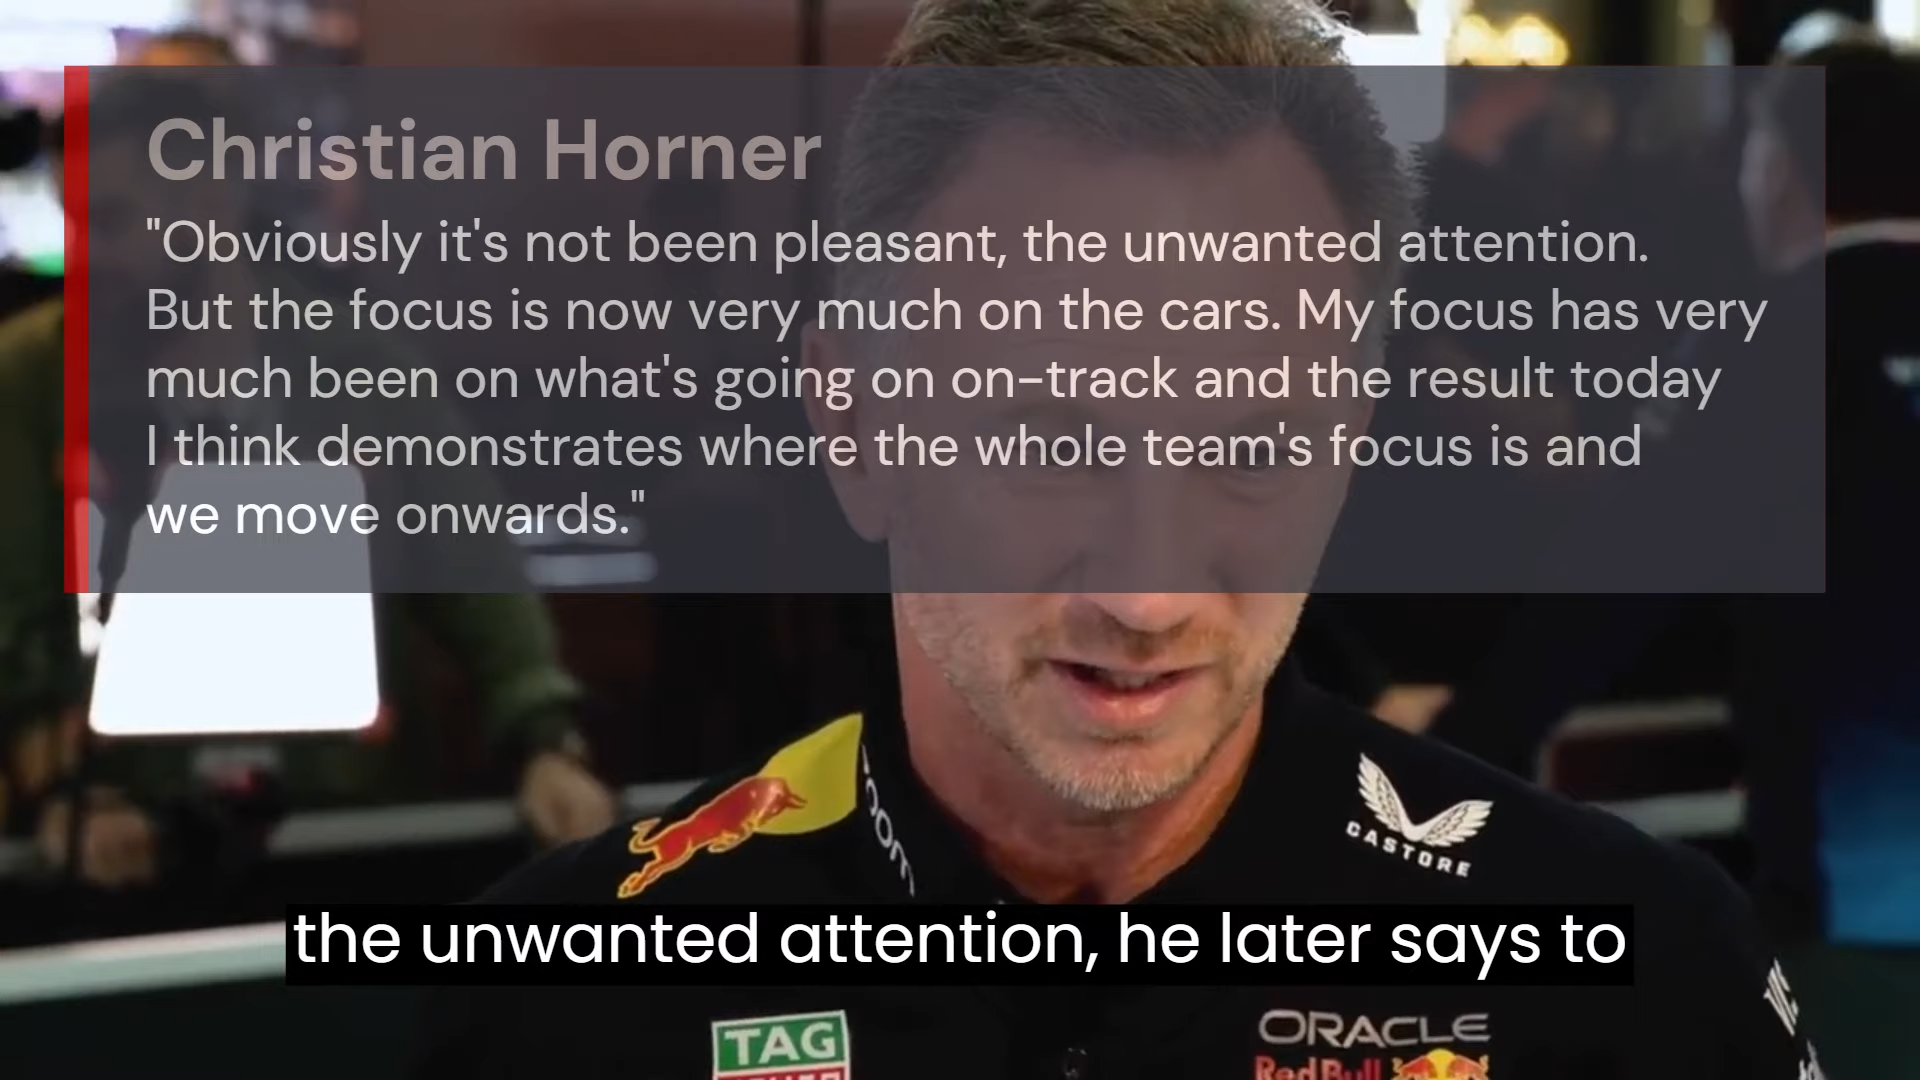 Christian Horner
"Obviously it's not been pleasant, the unwanted attention.
But the focus is now very much on the cars. My focus has very
much been on what's going on on-track and the result today
I think demonstrates where the whole team's focus is and
we move onwards."
oom
CASTORE
the unwanted attention, he later says to
TAG
ORACLE
Red Bull